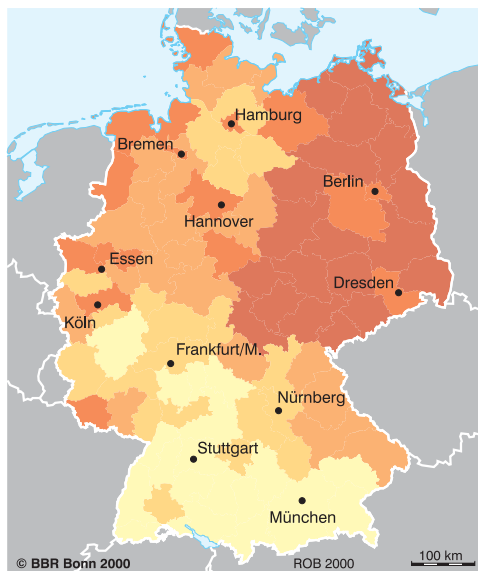 Hamburg
Bremen
Berlin
Hannover
Essen
Dresden
Köln
Frankfurt/M.
Nürnberg
Stuttgart
München
© BBR Bonn 2000
ROB 2000
100 km